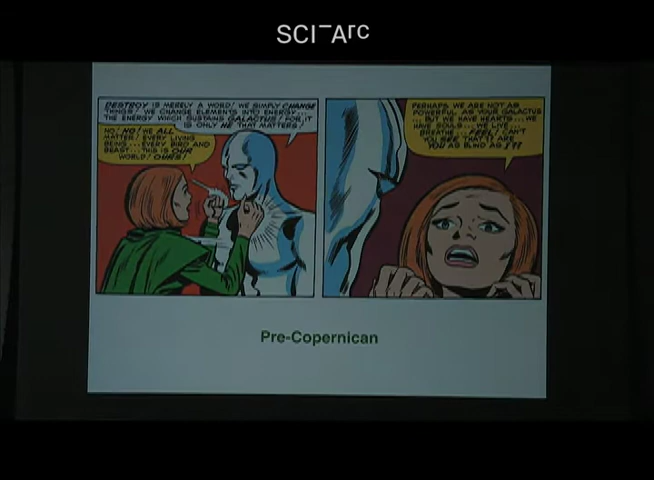 SCI-Arc
DESTROY IS MERELY A WORD! WE SIMPLY CHANGE
THINGS! WE CHANGE ELEMENTS INTO ENERGY...
THE ENERGY WHICH SUSTAINS GALACTUS! FOR IT
IS ONLY HE THAT MATTERS!
NO! NO! WE ALL
MATTER! EVERY LIVING
BEING... EVERY BIRD AND
BEAST... THIS IS OUR
WORLD! OURS!
PERHAPS WE ARE NOT AS
POWERFUL AS YOUR GALACTUS
... BUT WE HAVE HEARTS... WE
HAVE SOULS... WE LIVE...
BREATHE... FEEL! CAN'T
YOU SEE THAT? ARE
YOU AS BLIND AS
Pre-Copernican